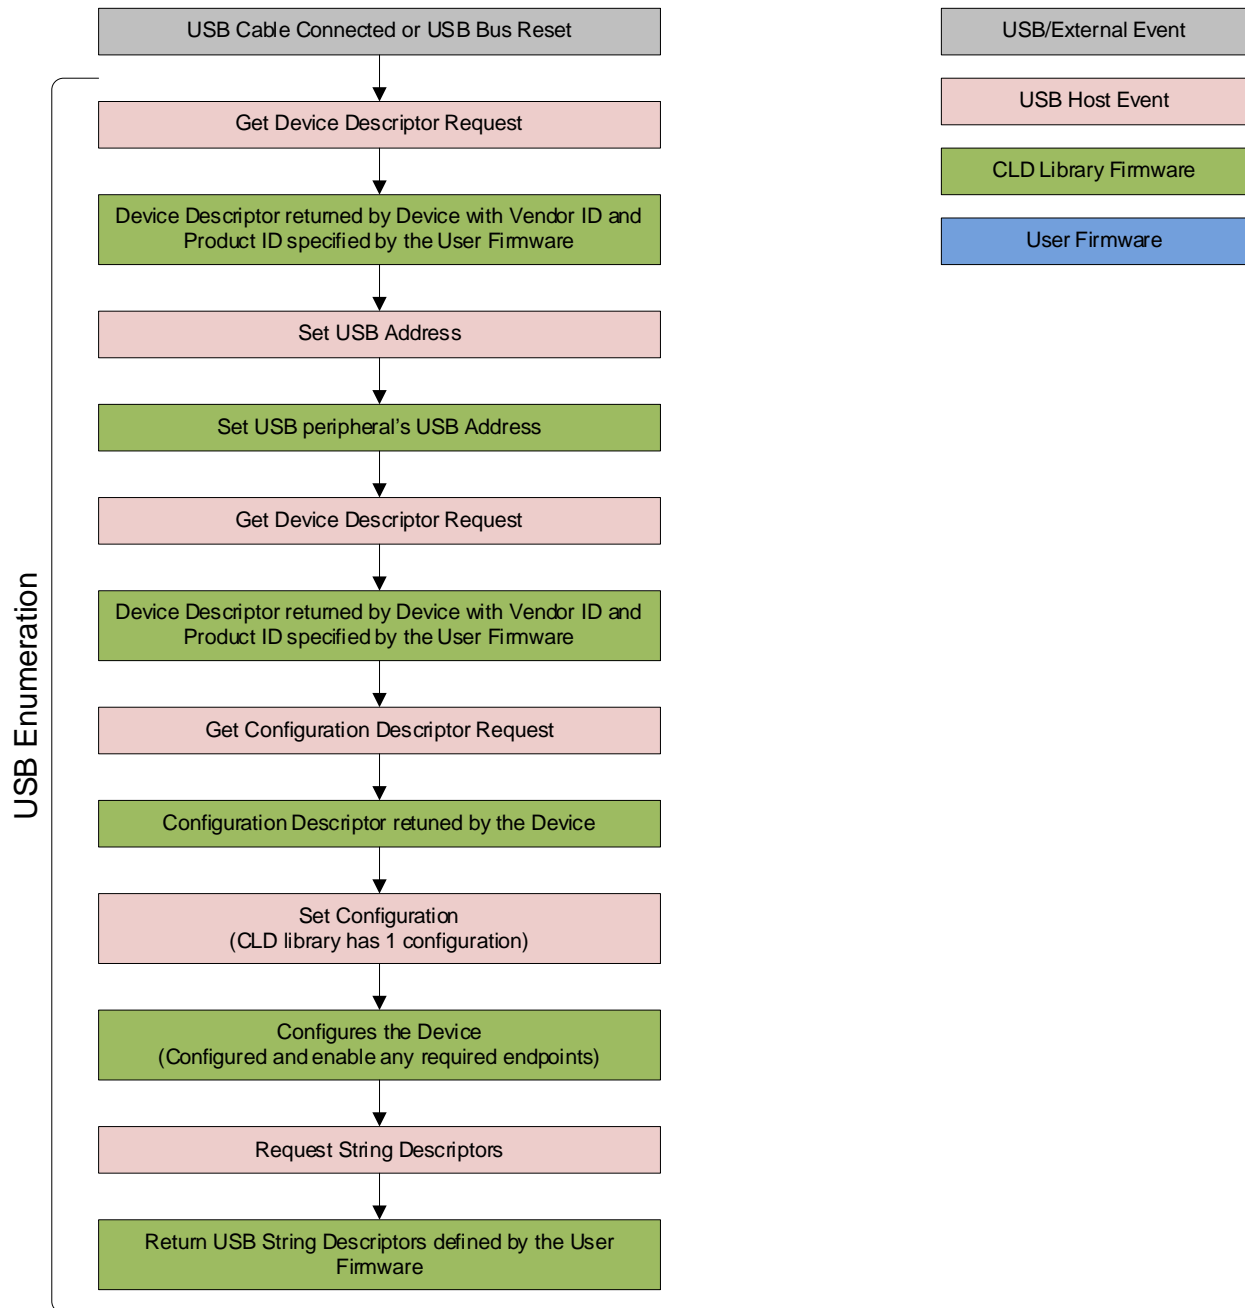 USB Cable Connected or USB Bus Reset
USB/External Event
USB Host Event
CLD Library Firmware
User Firmware
USB Enumeration
Get Device Descriptor Request
Device Descriptor returned by Device with Vendor ID and
Product ID specified by the User Firmware
Set USB Address
Set USB peripheral’s USB Address
Get Device Descriptor Request
Device Descriptor returned by Device with Vendor ID and
Product ID specified by the User Firmware
Get Configuration Descriptor Request
Configuration Descriptor retuned by the Device
Set Configuration
(CLD library has 1 configuration)
Configures the Device
(Configured and enable any required endpoints)
Request String Descriptors
Return USB String Descriptors defined by the User
Firmware